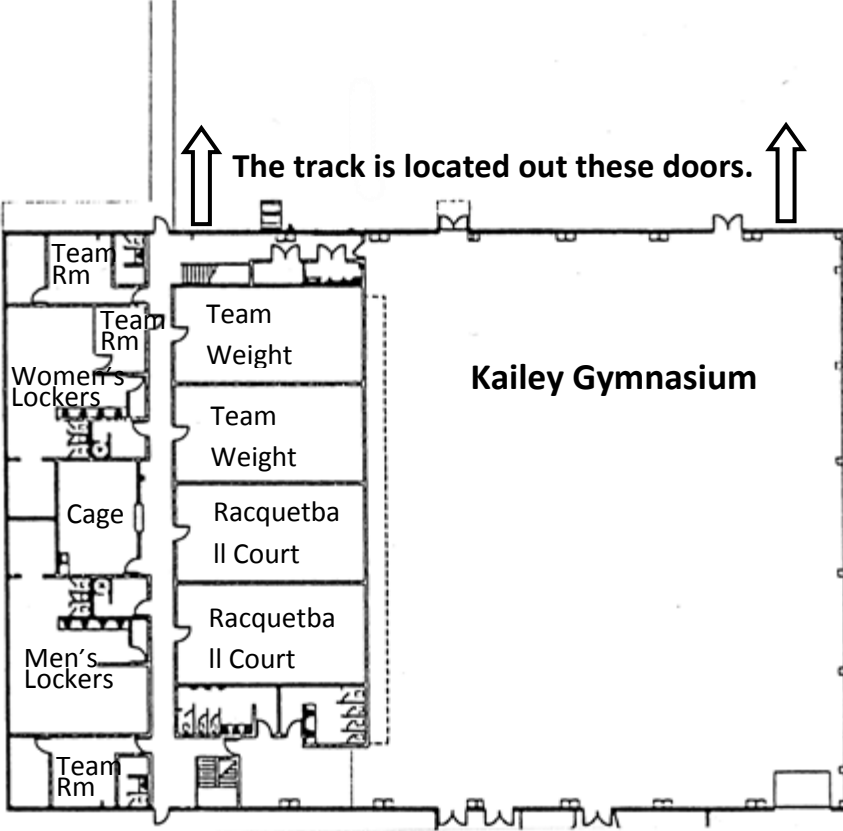 The track is located out these doors.
Team
Rm
Team
Rm
Team
Weight
Kailey Gymnasium
Women's
Lockers
Team
Weight
Cage
Racquetba
ll Court
Racquetba
ll Court
Men's
Lockers
Team
Rm